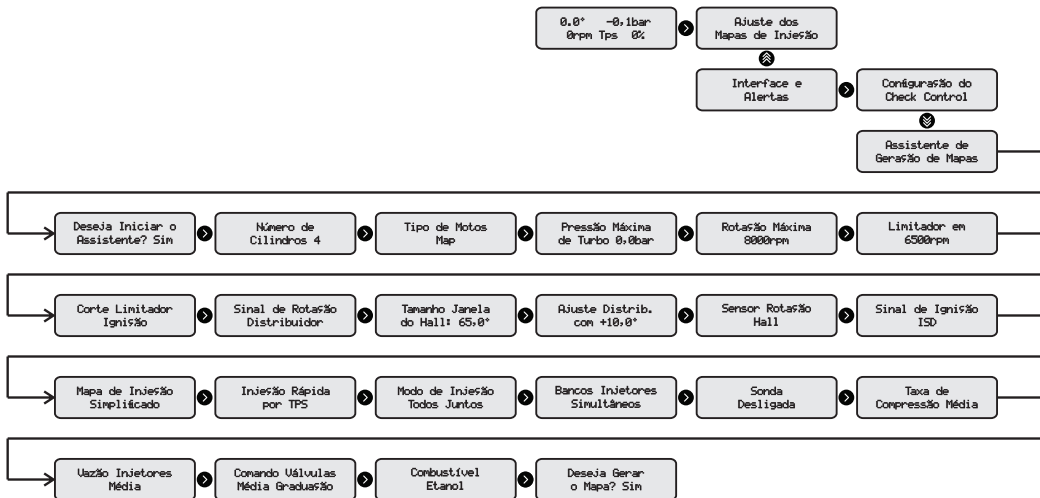 0.0° -0,1bar
0rpm Tps 0%
Ajuste dos
Mapas de Injeção
Interface e
Alertas
Configuração do
Check Control
Assistente de
Geração de Mapas
Deseja Iniciar o
Assistente? Sim
Número de
Cilindros 4
Tipo de Motos
Map
Pressão Máxima
de Turbo 0,0bar
Rotação Máxima
8000rpm
Limitador em
6500rpm
Corte Limitador
Ignição
Sinal de Rotação
Distribuidor
Tamanho Janela
do Hall: 65,0°
Ajuste Distrib.
com +10,0°
Sensor Rotação
Hall
Sinal de Ignição
ISD
Mapa de Injeção
Simplificado
Injeção Rápida
por TPS
Modo de Injeção
Todos Juntos
Bancos Injetores
Simultâneos
Sonda
Desligada
Taxa de
Compressão Média
Vazão Injetores
Média
Comando Válvulas
Média Graduação
Combustível
Etanol
Deseja Gerar
o Mapa? Sim